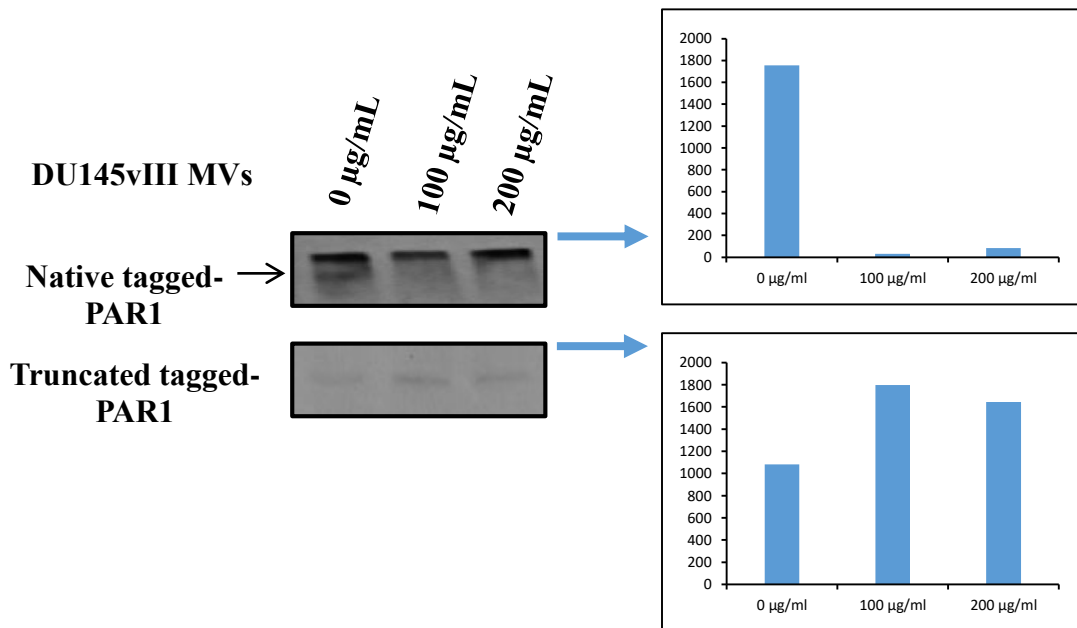 DU145vIII MVs
0 µg/mL
100 µg/mL
200 µg/mL
Native tagged-
PAR1
Truncated tagged-
PAR1
2000
1800
1600
1400
1200
1000
800
600
400
200
0
0 µg/ml 100 µg/ml 200 µg/ml
2000
1800
1600
1400
1200
1000
800
600
400
200
0
0 µg/ml 100 µg/ml 200 µg/ml